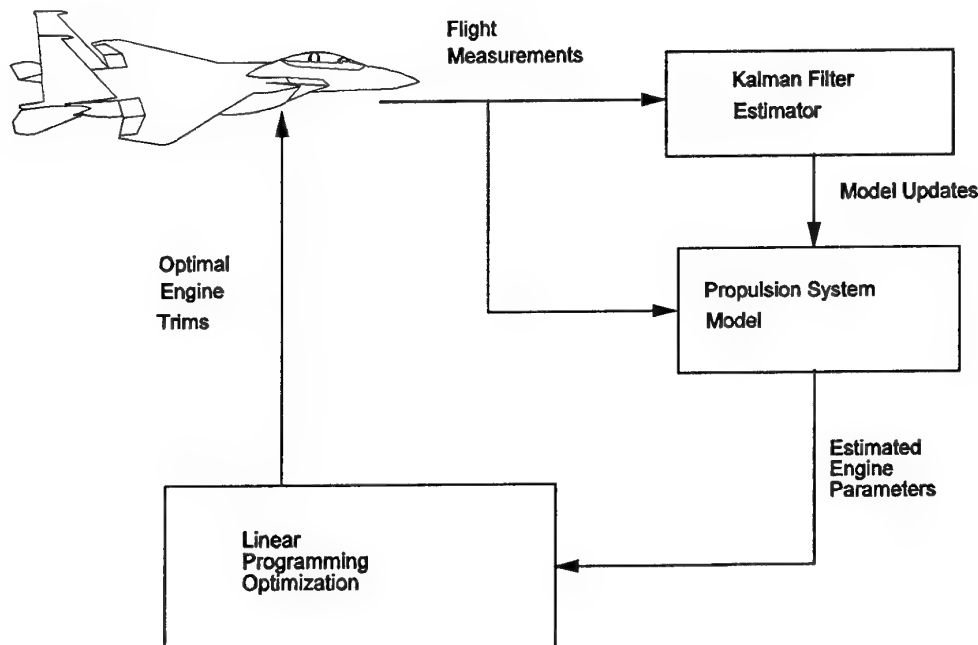 Flight
Measurements
Kalman Filter
Estimator
Model Updates
Optimal
Engine
Trims
Propulsion System
Model
Estimated
Engine
Parameters
Linear
Programming
Optimization